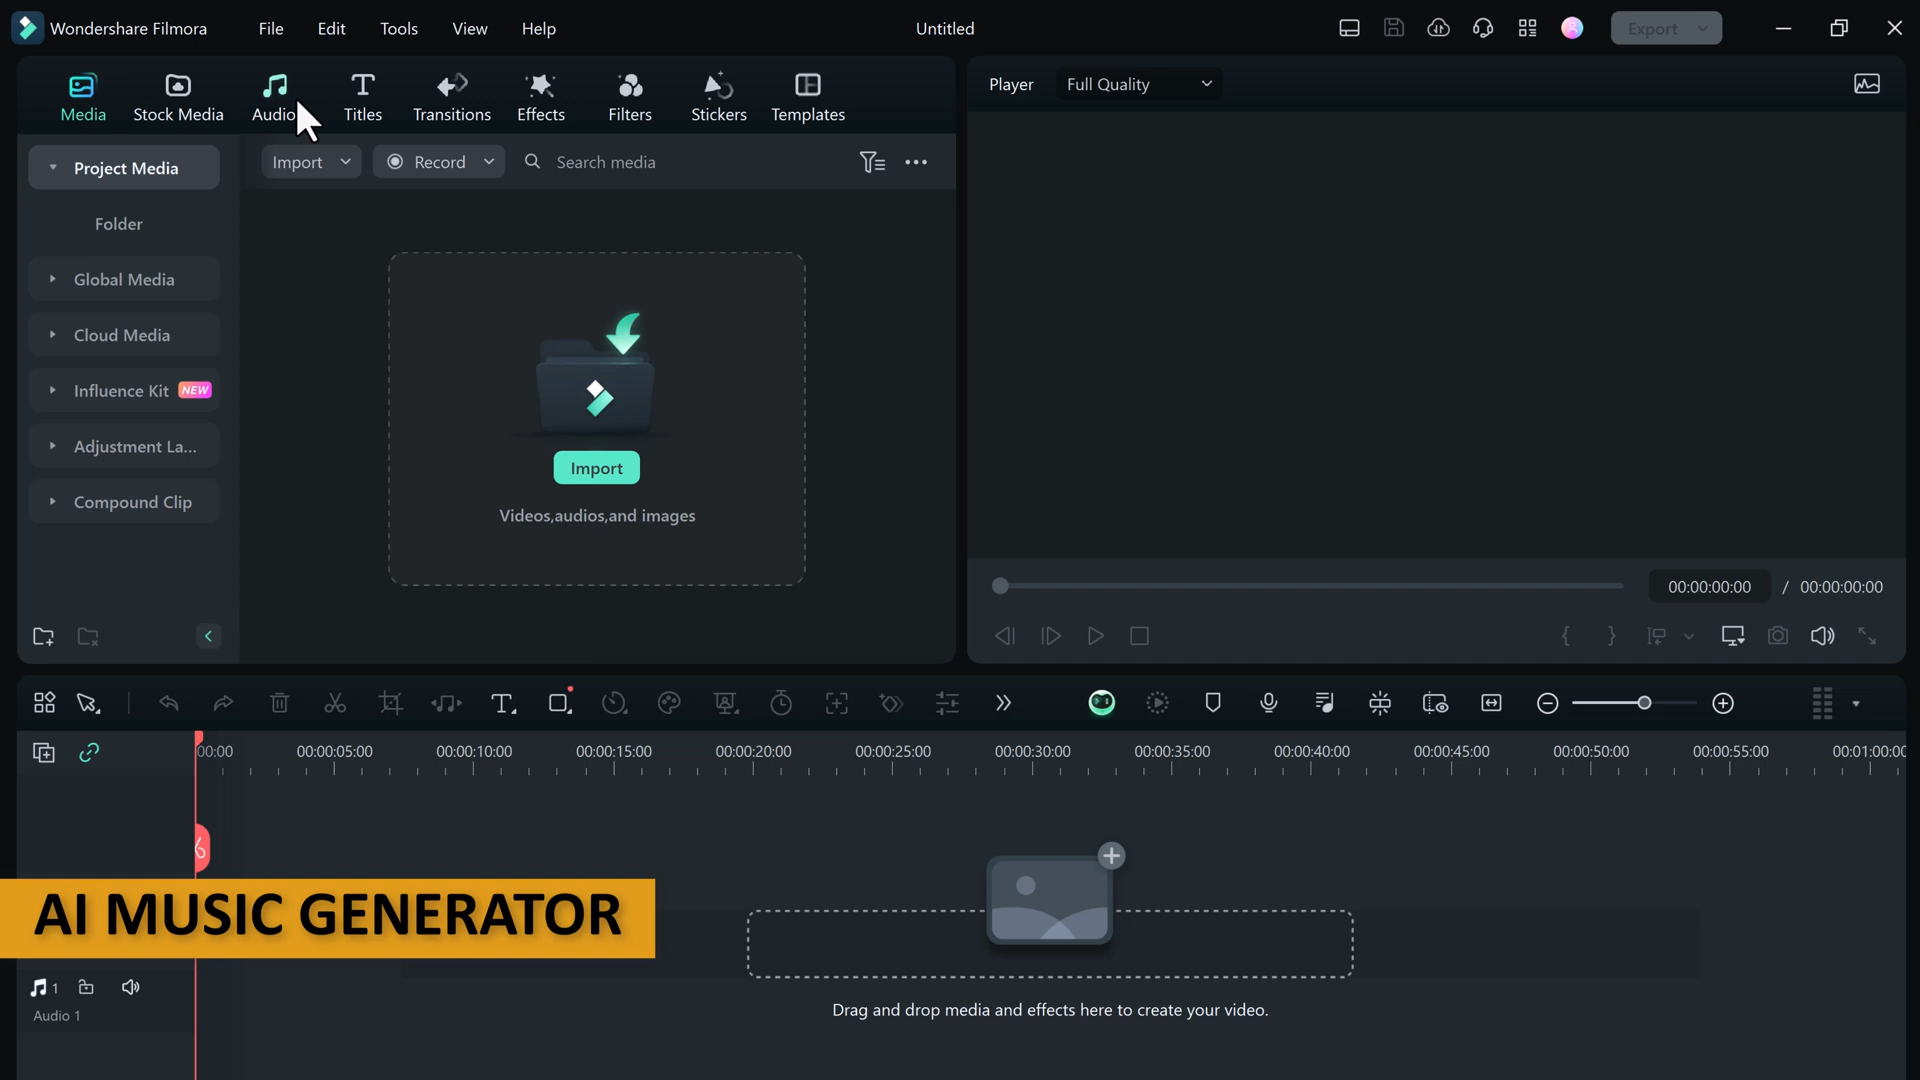 Wondershare Filmora
File
Edit
Tools
View
Help
Untitled
Export
Media
Stock Media
Audio
Titles
Transitions
Effects
Filters
Stickers
Templates
Player
Full Quality
Project Media
Import
Record
Search media
Folder
Global Media
Cloud Media
Influence Kit NEW
Adjustment La...
Compound Clip
Import
Videos,audios,and images
00:00:00:00 / 00:00:00:00
00:00
00:00:05:00
00:00:10:00
00:00:15:00
00:00:20:00
00:00:25:00
00:00:30:00
00:00:35:00
00:00:40:00
00:00:45:00
00:00:50:00
00:00:55:00
00:01:00:00
AI MUSIC GENERATOR
1
Audio 1
Drag and drop media and effects here to create your video.